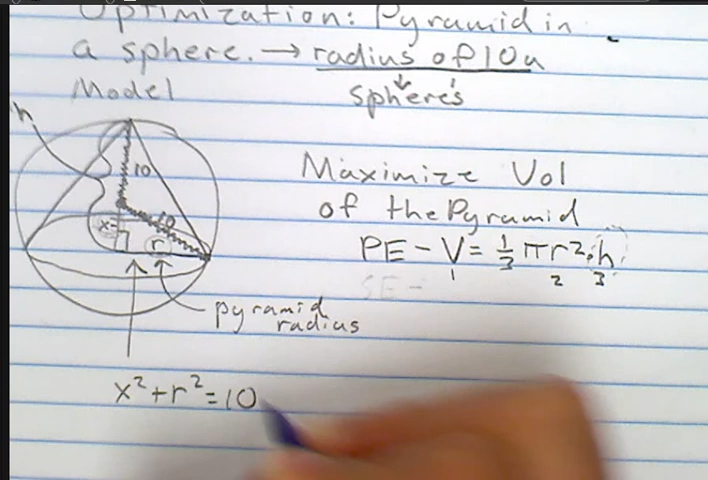 Optimization: Pyramid in
a sphere. → radius of 10u
Model
sphere's
h
10
10
x
r
Maximize Vol
of the Pyramid
PE - V = 1/3 πr² · h
1 2 3
SE -
pyramid
radius
x² + r² = 10